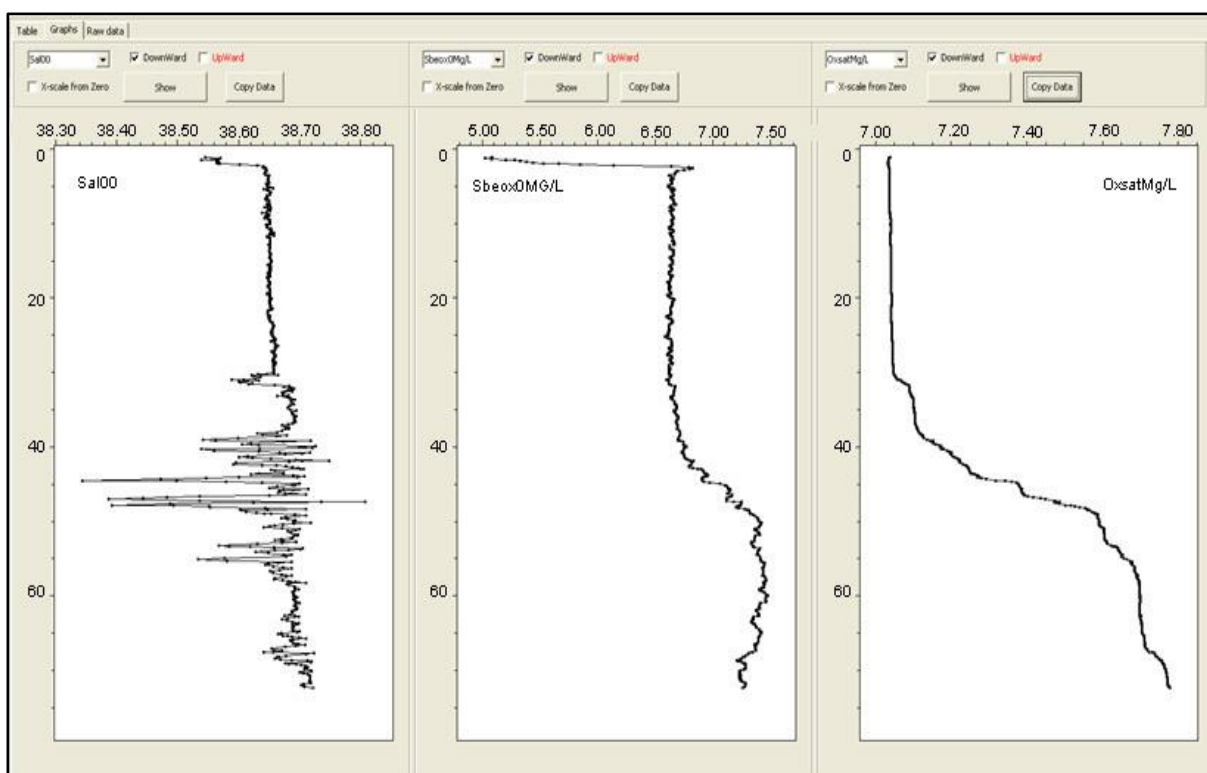 Table Graphs Raw data
Sal00 DownWard UpWard
X-scale from Zero Show Copy Data
38.30 38.40 38.50 38.60 38.70 38.80
0
20
40
60
Sal00
Sbeox0Mg/L DownWard UpWard
X-scale from Zero Show Copy Data
5.00 5.50 6.00 6.50 7.00 7.50
0
20
40
60
Sbeox0MG/L
OxsatMg/L DownWard UpWard
X-scale from Zero Show Copy Data
7.00 7.20 7.40 7.60 7.80
0
20
40
60
OxsatMg/L